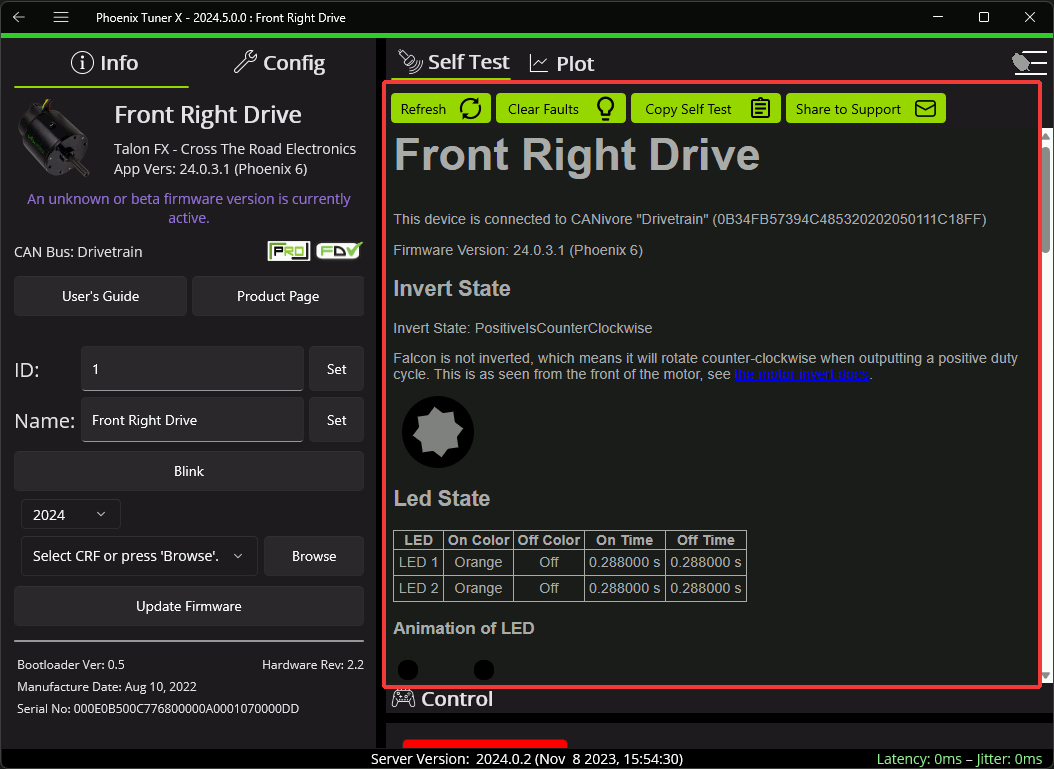 Phoenix Tuner X - 2024.5.0.0 : Front Right Drive
Info
Config
Front Right Drive
Talon FX - Cross The Road Electronics
App Vers: 24.0.3.1 (Phoenix 6)
An unknown or beta firmware version is currently
active.
CAN Bus: Drivetrain
PRO
FDV
User's Guide
Product Page
ID:
1
Set
Name:
Front Right Drive
Set
Blink
2024
Select CRF or press 'Browse'.
Browse
Update Firmware
Bootloader Ver: 0.5
Hardware Rev: 2.2
Manufacture Date: Aug 10, 2022
Serial No: 000E0B500C776800000A0001070000DD
Self Test
Plot
Refresh
Clear Faults
Copy Self Test
Share to Support
Front Right Drive
This device is connected to CANivore "Drivetrain" (0B34FB57394C485320202050111C18FF)
Firmware Version: 24.0.3.1 (Phoenix 6)
Invert State
Invert State: PositiveIsCounterClockwise
Falcon is not inverted, which means it will rotate counter-clockwise when outputting a positive duty
cycle. This is as seen from the front of the motor, see the motor invert docs.
Led State
LED On Color Off Color On Time Off Time
LED 1 Orange Off 0.288000 s 0.288000 s
LED 2 Orange Off 0.288000 s 0.288000 s
Animation of LED
Control
Server Version: 2024.0.2 (Nov 8 2023, 15:54:30)
Latency: 0ms – Jitter: 0ms